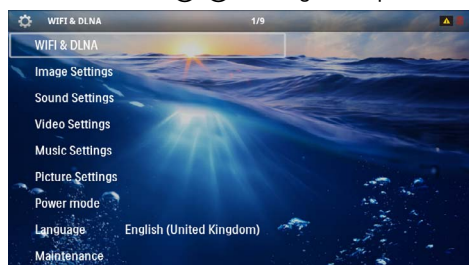 WIFI & DLNA 1/9
WIFI & DLNA
Image Settings
Sound Settings
Video Settings
Music Settings
Picture Settings
Power mode
Language English (United Kingdom)
Maintenance